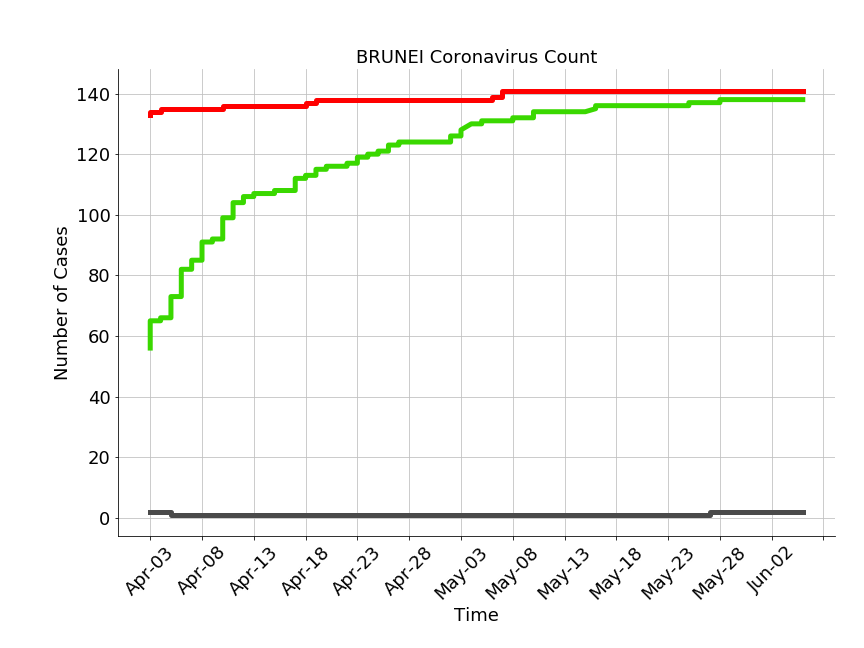 BRUNEI Coronavirus Count
Number of Cases
140
120
100
80
60
40
20
0
Apr-03
Apr-08
Apr-13
Apr-18
Apr-23
Apr-28
May-03
May-08
May-13
May-18
May-23
May-28
Jun-02
Time